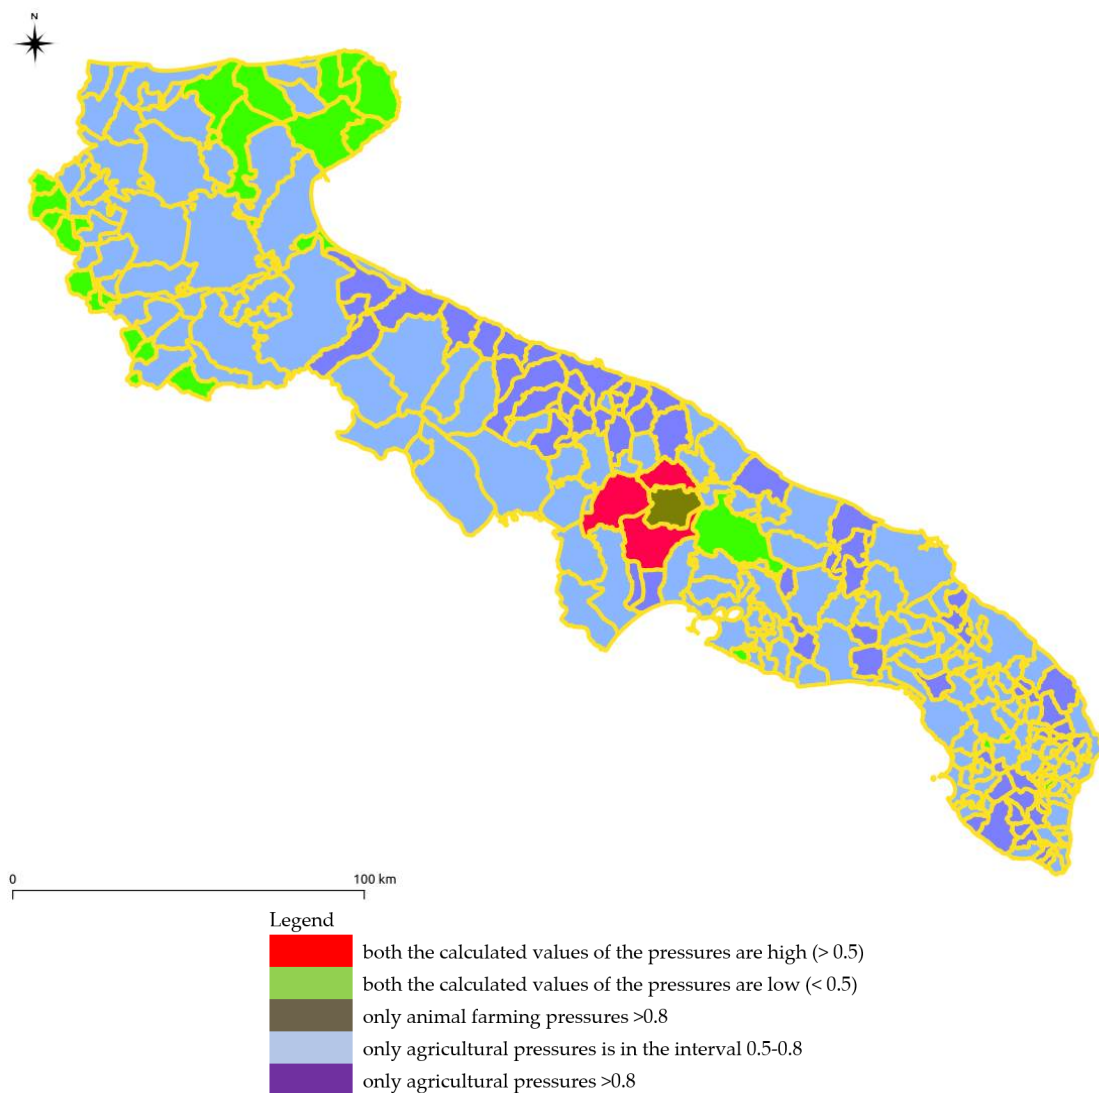 N
0 100 km
Legend
both the calculated values of the pressures are high (> 0.5)
both the calculated values of the pressures are low (< 0.5)
only animal farming pressures >0.8
only agricultural pressures is in the interval 0.5-0.8
only agricultural pressures >0.8